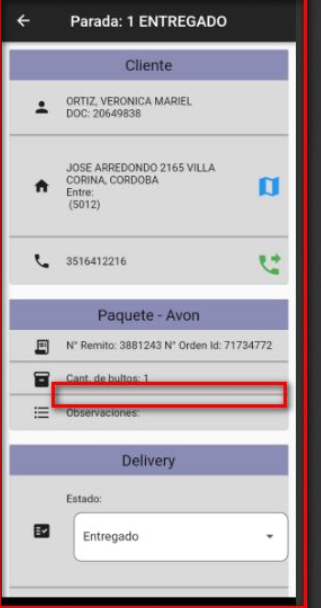 Parada: 1 ENTREGADO
Cliente
ORTIZ, VERONICA MARIEL
DOC: 20649838
JOSE ARREDONDO 2165 VILLA
CORINA, CORDOBA
Entre:
(5012)
3516412216
Paquete - Avon
N° Remito: 3881243 N° Orden Id: 71734772
Cant. de bultos: 1
Observaciones:
Delivery
Estado:
Entregado